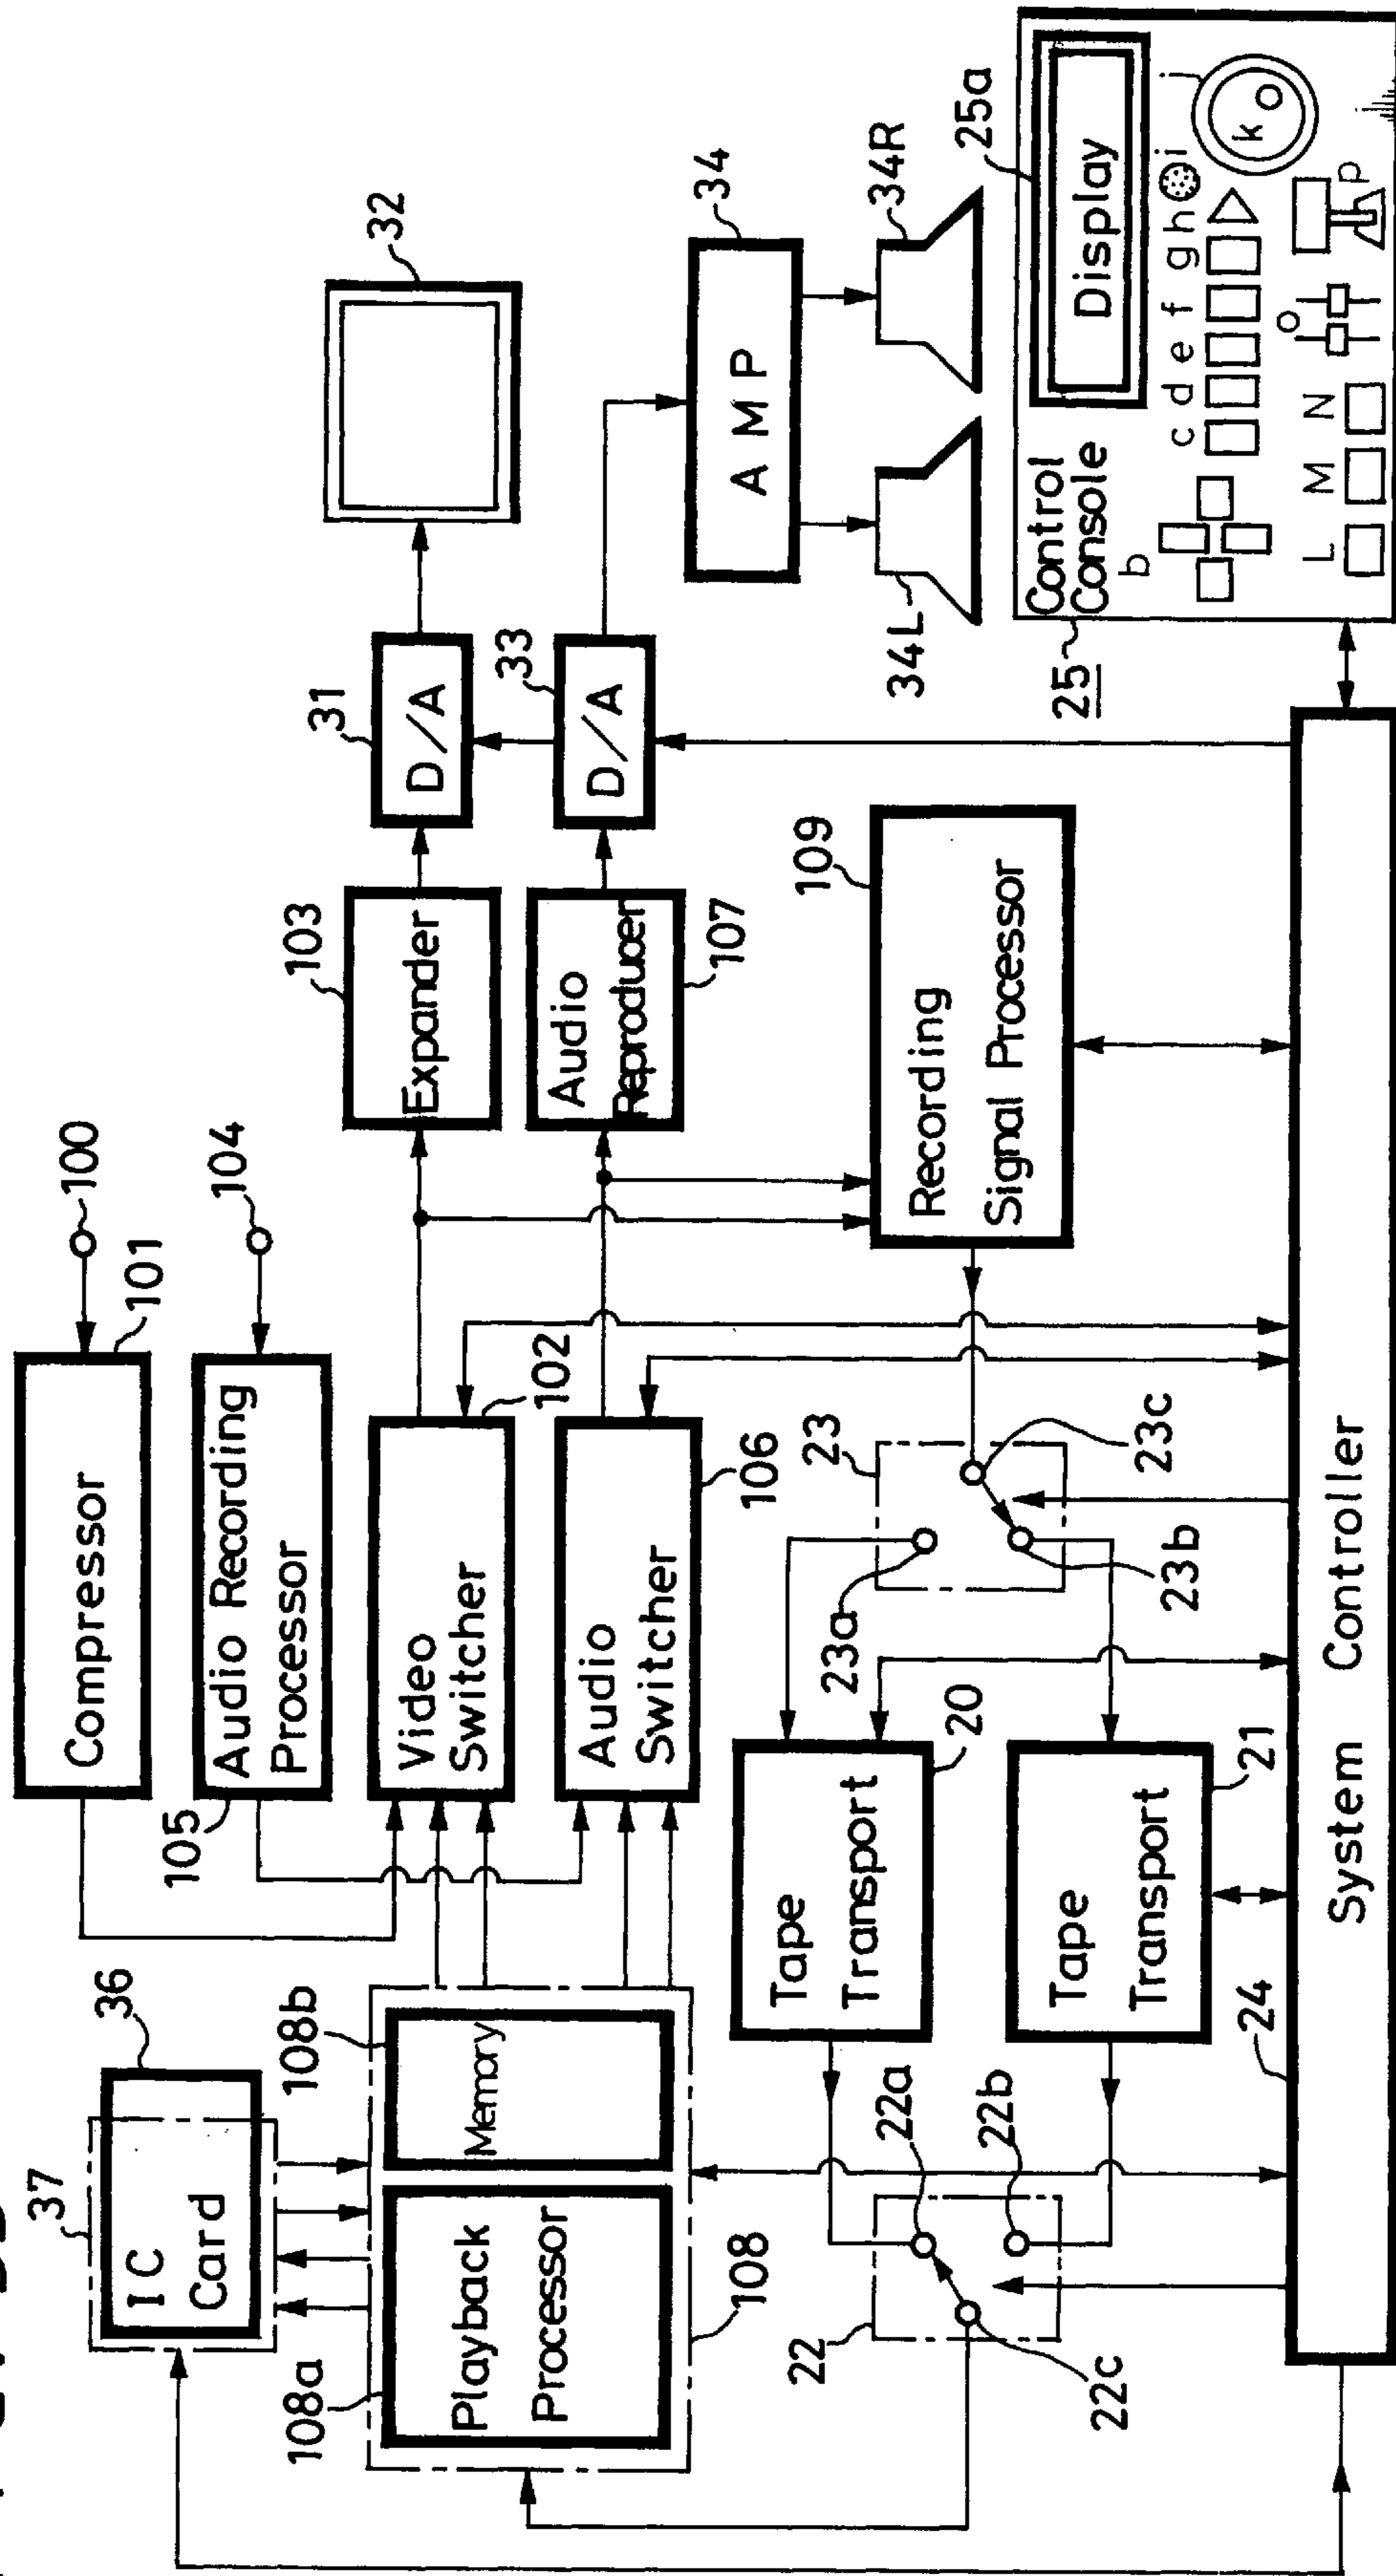 37
IC
Card
36
100
Compressor
101
104
105
Audio Recording
Processor
108a
Playback
Processor
108b
Memory
108
Video
Switcher
102
Audio
Switcher
106
103
Expander
Audio
Reproducer
107
31
D/A
33
D/A
32
34
AMP
34L
34R
109
Recording
Signal Processor
22
22a
22b
22c
Tape
Transport
20
Tape
Transport
21
23
23a
23b
23c
24
System Controller
25
Control
Console
25a
Display
b
c d e f g h i
j
k
L M N
o
p